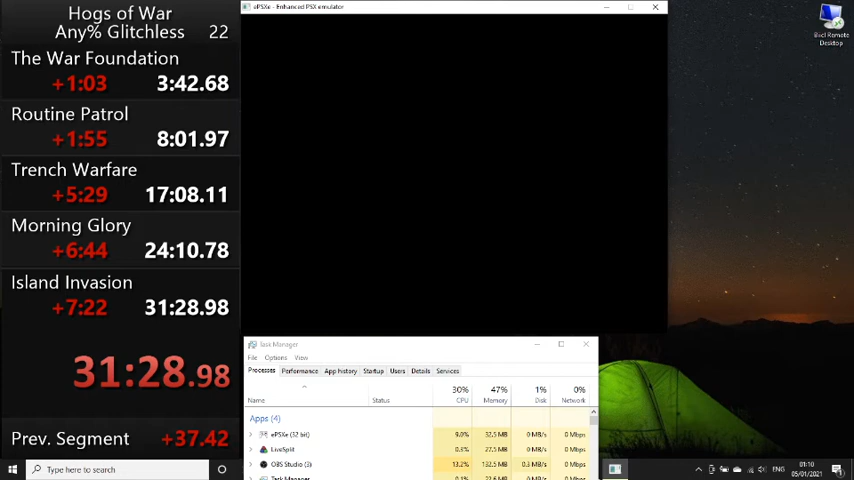 Hogs of War
Any% Glitchless 22
The War Foundation
+1:03 3:42.68
Routine Patrol
+1:55 8:01.97
Trench Warfare
+5:29 17:08.11
Morning Glory
+6:44 24:10.78
Island Invasion
+7:22 31:28.98
31:28.98
Prev. Segment +37.42
ePSXe - Enhanced PSX emulator
Remote
Desktop
Task Manager
File Options View
Processes Performance App history Startup Users Details Services
30% 47% 1% 0%
Name Status CPU Memory Disk Network
Apps (4)
ePSXe (32 bit) 9.0% 32.5 MB 0 MB/s 0 Mbps
LiveSplit 0.3% 27.5 MB 0 MB/s 0 Mbps
OBS Studio (3) 13.2% 132.5 MB 0.3 MB/s 0 Mbps
Task Manager
Type here to search
ENG
01:10
05/01/2021